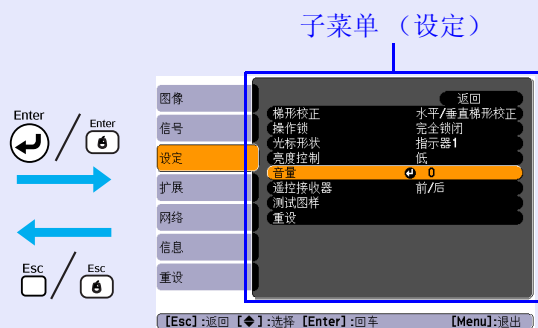 子菜单 （设定）
图像
信号
设定
扩展
网络
信息
重设
返回
梯形校正 水平/垂直梯形校正
操作锁 完全锁闭
光标形状 指示器1
亮度控制 低
音量 0
遥控接收器 前/后
测试图样
重设
Enter
Enter
Esc
Esc
[Esc] :返回 [◆] :选择 [Enter] :回车 [Menu]:退出